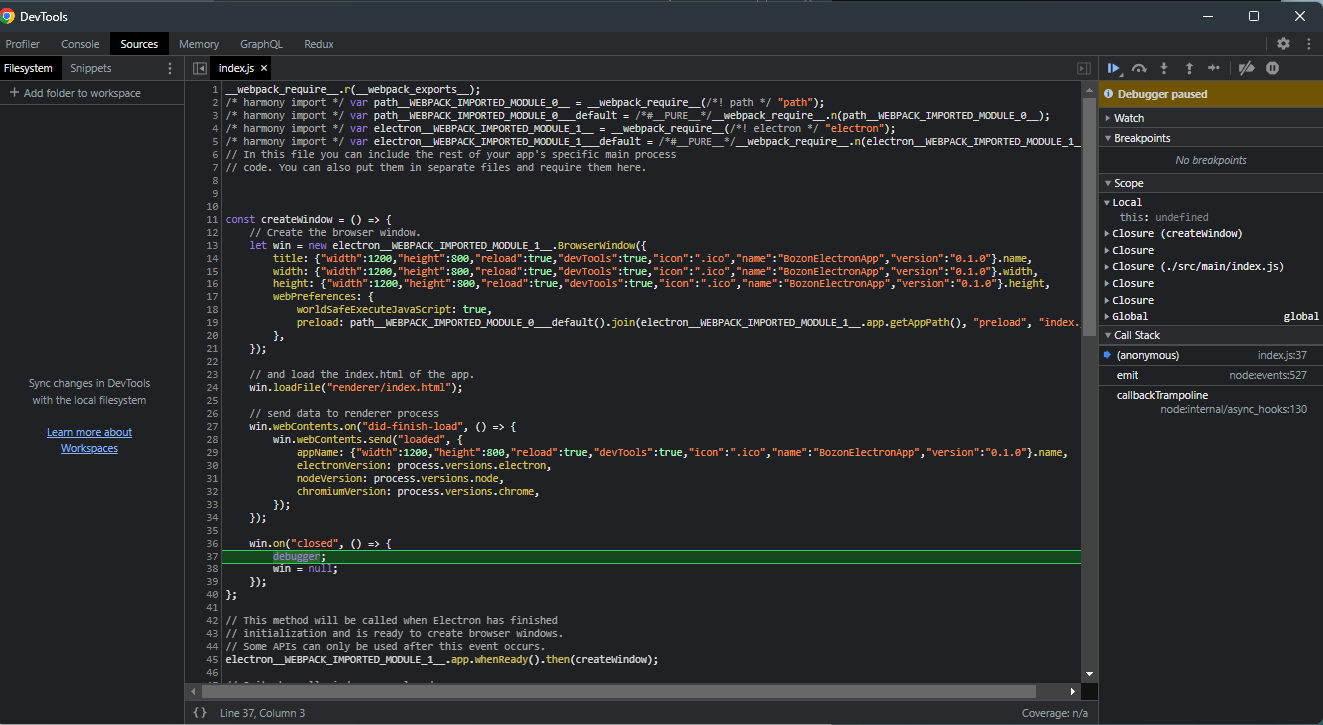 DevTools
Profiler Console Sources Memory GraphQL Redux
Filesystem Snippets
index.js ×
+ Add folder to workspace
Sync changes in DevTools
with the local filesystem
Learn more about
Workspaces
1 __webpack_require__.r(__webpack_exports__);
2 /* harmony import */ var path__WEBPACK_IMPORTED_MODULE_0__ = __webpack_require__(/*! path */ "path");
3 /* harmony import */ var path__WEBPACK_IMPORTED_MODULE_0___default = /*#__PURE__*/__webpack_require__.n(path__WEBPACK_IMPORTED_MODULE_0__);
4 /* harmony import */ var electron__WEBPACK_IMPORTED_MODULE_1__ = __webpack_require__(/*! electron */ "electron");
5 /* harmony import */ var electron__WEBPACK_IMPORTED_MODULE_1___default = /*#__PURE__*/__webpack_require__.n(electron__WEBPACK_IMPORTED_MODULE_1_
6 // In this file you can include the rest of your app's specific main process
7 // code. You can also put them in separate files and require them here.
8
9
10
11 const createWindow = () => {
12 // Create the browser window.
13 let win = new electron__WEBPACK_IMPORTED_MODULE_1__.BrowserWindow({
14 title: {"width":1200,"height":800,"reload":true,"devTools":true,"icon":".ico","name":"BozonElectronApp","version":"0.1.0"}.name,
15 width: {"width":1200,"height":800,"reload":true,"devTools":true,"icon":".ico","name":"BozonElectronApp","version":"0.1.0"}.width,
16 height: {"width":1200,"height":800,"reload":true,"devTools":true,"icon":".ico","name":"BozonElectronApp","version":"0.1.0"}.height,
17 webPreferences: {
18 worldSafeExecuteJavaScript: true,
19 preload: path__WEBPACK_IMPORTED_MODULE_0___default().join(electron__WEBPACK_IMPORTED_MODULE_1__.app.getAppPath(), "preload", "index.
20 },
21 });
22
23 // and load the index.html of the app.
24 win.loadFile("renderer/index.html");
25
26 // send data to renderer process
27 win.webContents.on("did-finish-load", () => {
28 win.webContents.send("loaded", {
29 appName: {"width":1200,"height":800,"reload":true,"devTools":true,"icon":".ico","name":"BozonElectronApp","version":"0.1.0"}.name,
30 electronVersion: process.versions.electron,
31 nodeVersion: process.versions.node,
32 chromiumVersion: process.versions.chrome,
33 });
34 });
35
36 win.on("closed", () => {
37 debugger;
38 win = null;
39 });
40 };
41
42 // This method will be called when Electron has finished
43 // initialization and is ready to create browser windows.
44 // Some APIs can only be used after this event occurs.
45 electron__WEBPACK_IMPORTED_MODULE_1__.app.whenReady().then(createWindow);
46
{} Line 37, Column 3 Coverage: n/a
Debugger paused
Watch
Breakpoints
No breakpoints
Scope
Local
this: undefined
Closure (createWindow)
Closure
Closure (./src/main/index.js)
Closure
Closure
Global global
Call Stack
(anonymous) index.js:37
emit node:events:527
callbackTrampoline
node:internal/async_hooks:130